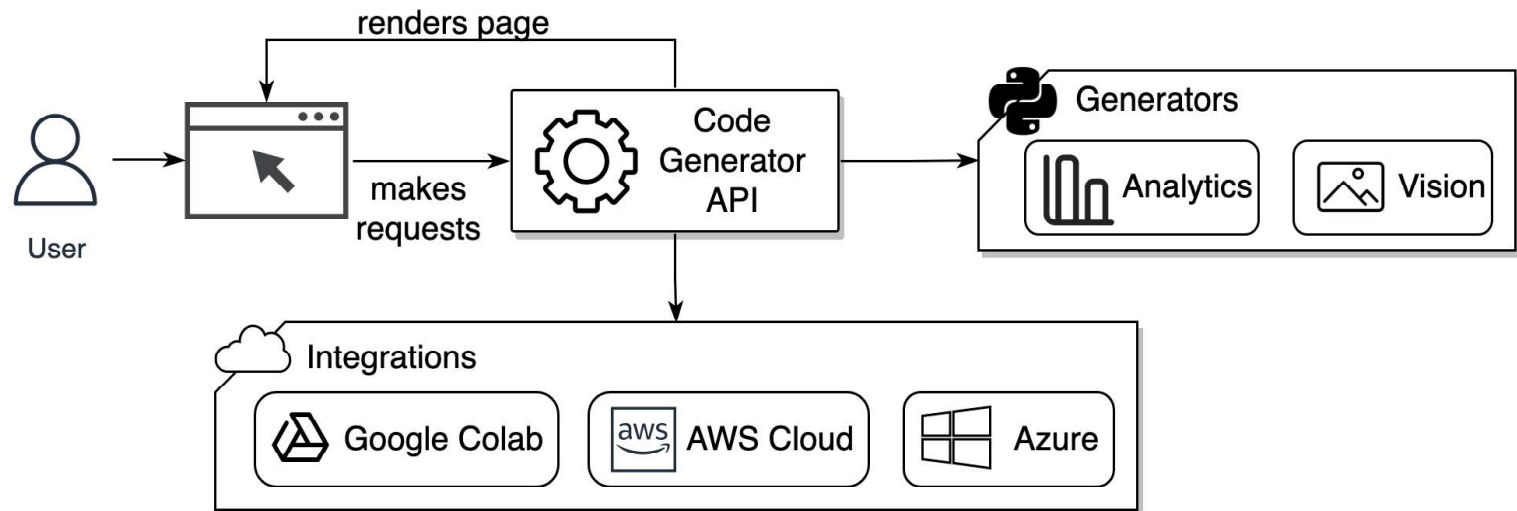 renders page
User
makes
requests
Code
Generator
API
Generators
Analytics
Vision
Integrations
Google Colab
aws
AWS Cloud
Azure